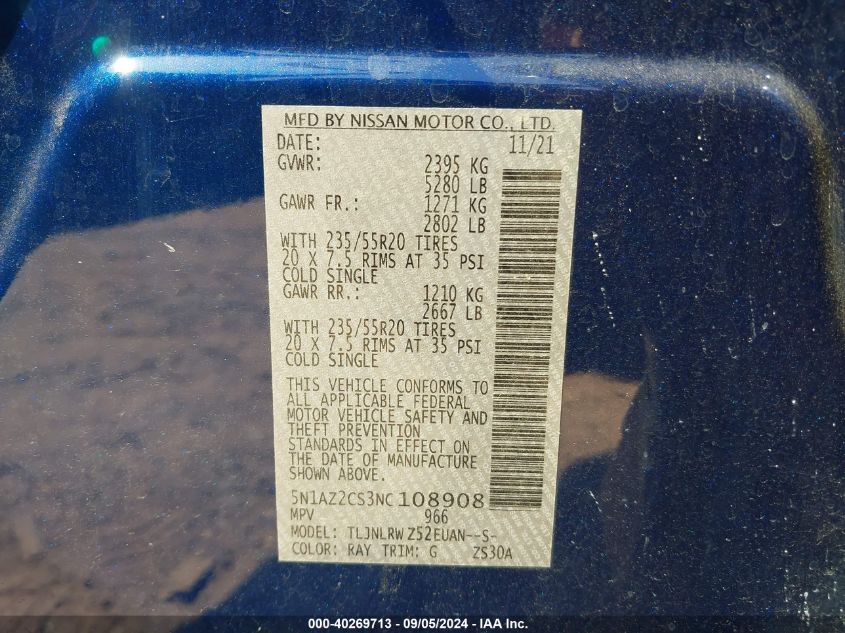 MFD BY NISSAN MOTOR CO., LTD.
DATE: 11/21
GVWR: 2395 KG
5280 LB
GAWR FR.: 1271 KG
2802 LB
WITH 235/55R20 TIRES
20 X 7.5 RIMS AT 35 PSI
COLD SINGLE
GAWR RR.: 1210 KG
2667 LB
WITH 235/55R20 TIRES
20 X 7.5 RIMS AT 35 PSI
COLD SINGLE
THIS VEHICLE CONFORMS TO
ALL APPLICABLE FEDERAL
MOTOR VEHICLE SAFETY AND
THEFT PREVENTION
STANDARDS IN EFFECT ON
THE DATE OF MANUFACTURE
SHOWN ABOVE.
5N1AZ2CS3NC108908
MPV 966
MODEL: TLJNLRW Z52EUAN--S-
COLOR: RAY TRIM: G ZS30A
000-40269713 - 09/05/2024 - IAA Inc.